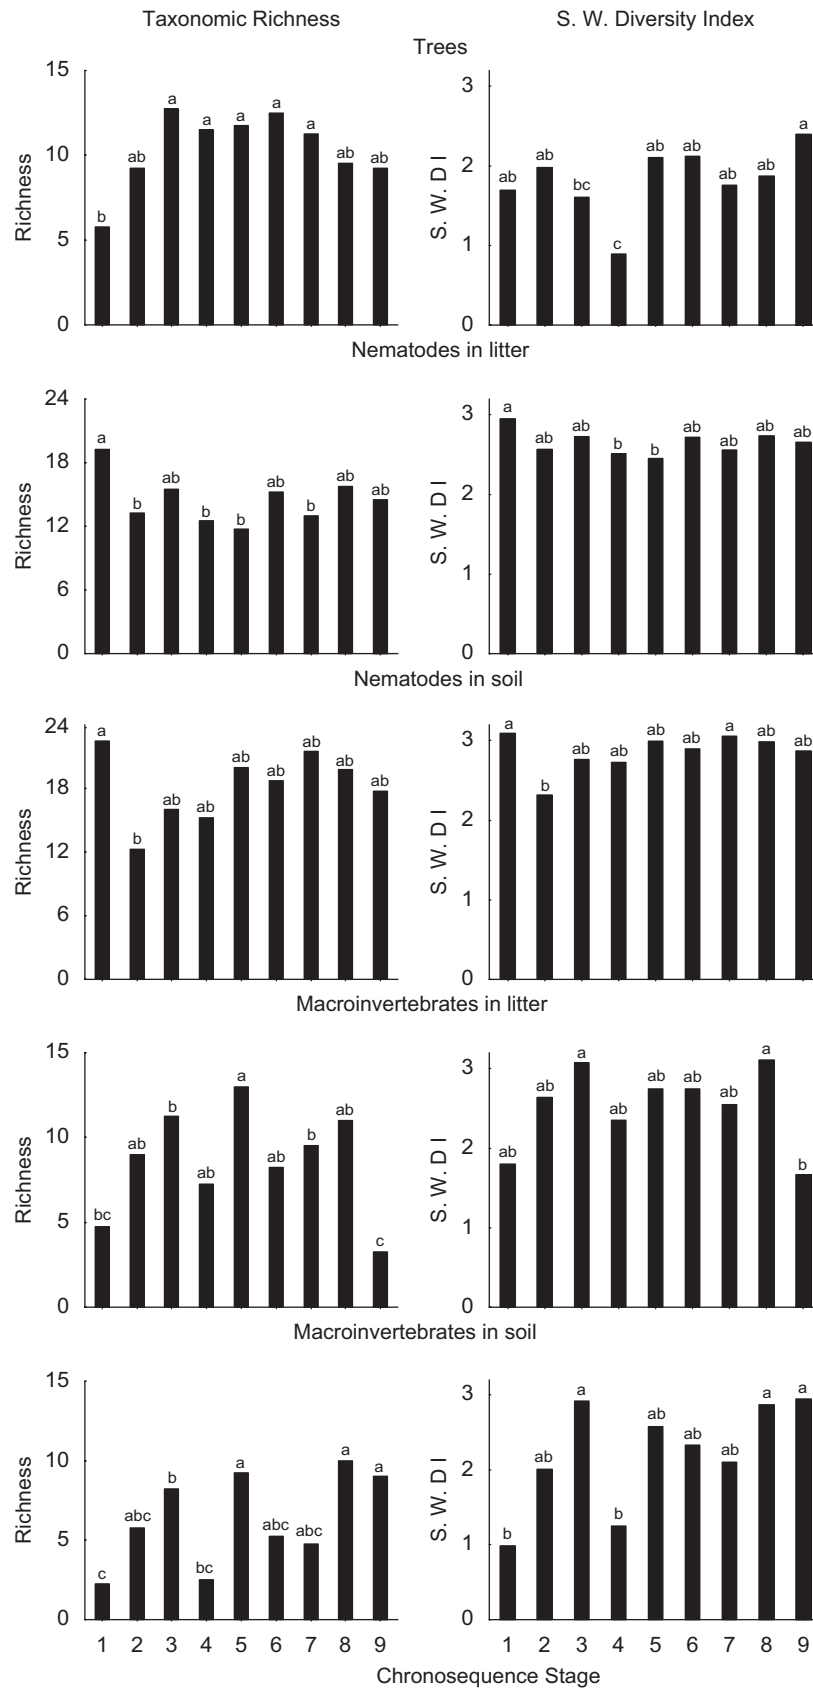 Taxonomic Richness S. W. Diversity Index
Trees
15 10 5 0
Richness
b ab a a a a a ab ab
3 2 1 0
S. W. D I
ab ab bc c ab ab ab ab a
Nematodes in litter
24 18 12 6 0
Richness
a b ab b b ab b ab ab
3 2 1 0
S. W. D I
a ab ab b b ab ab ab ab
Nematodes in soil
24 18 12 6 0
Richness
a b ab ab ab ab ab ab ab
3 2 1 0
S. W. D I
a b ab ab ab ab a ab ab
Macroinvertebrates in litter
15 10 5 0
Richness
bc ab b ab a ab b ab c
3 2 1 0
S. W. D I
ab ab a ab ab ab ab a b
Macroinvertebrates in soil
15 10 5 0
Richness
c abc b bc a abc abc a a
3 2 1 0
S. W. D I
b ab a b ab ab ab a a
1 2 3 4 5 6 7 8 9 1 2 3 4 5 6 7 8 9
Chronosequence Stage